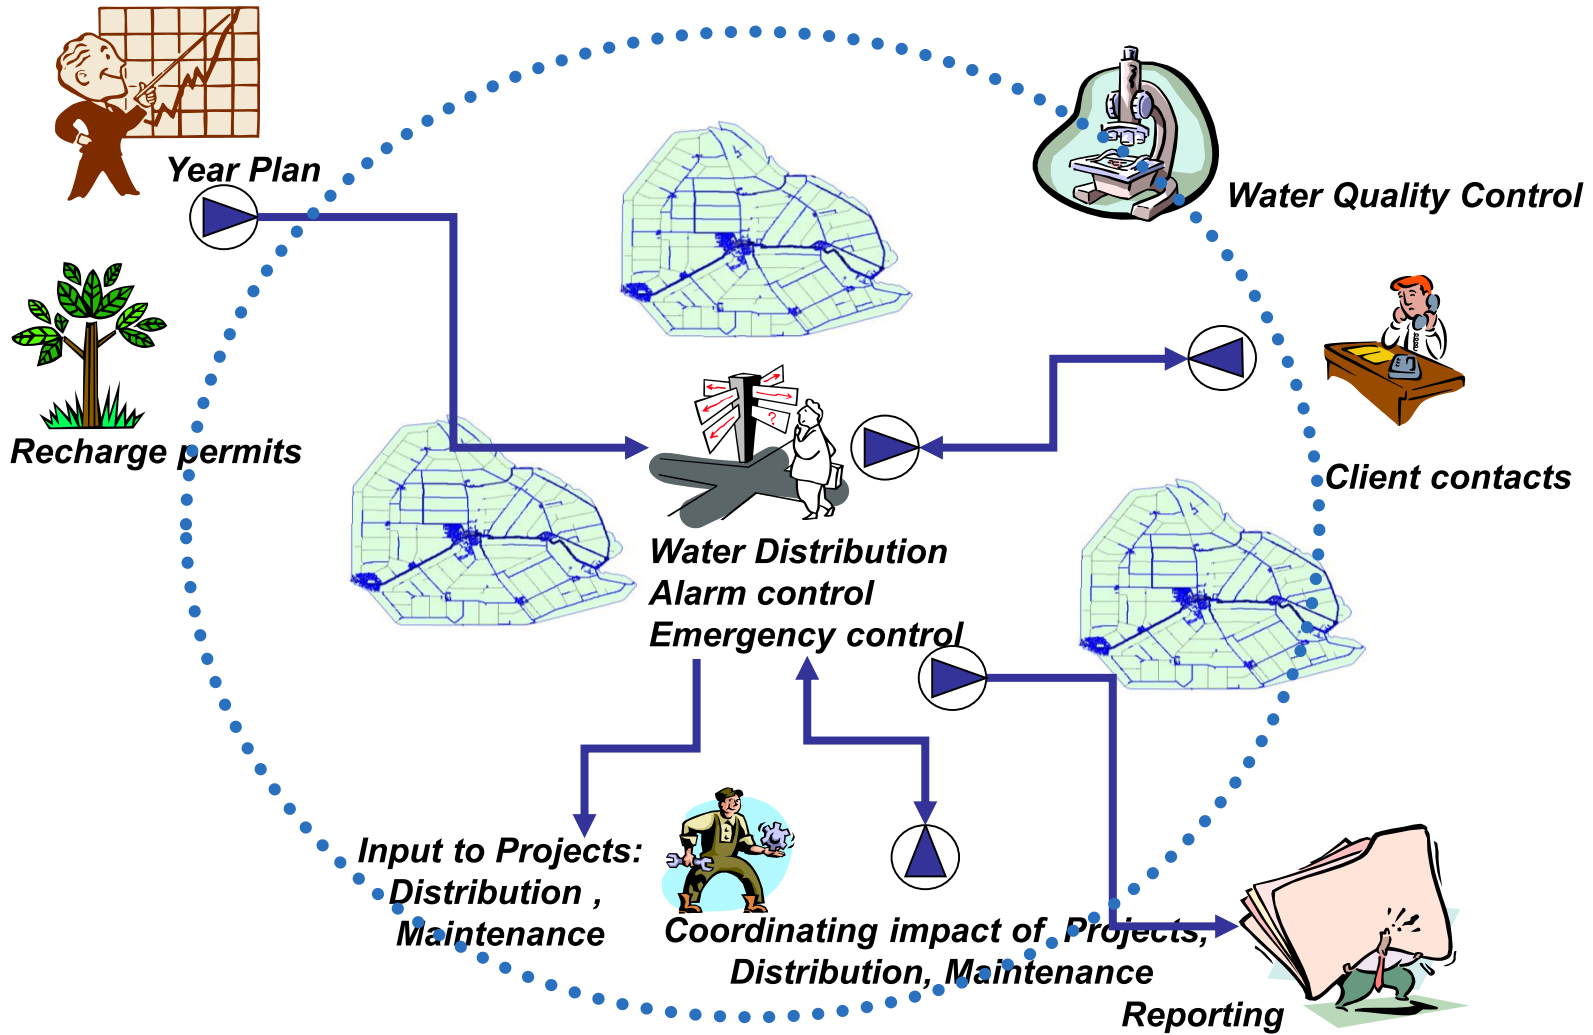 Year Plan
Water Quality Control
Recharge permits
?
Client contacts
Water Distribution
Alarm control
Emergency control
Input to Projects:
Distribution ,
Maintenance
Coordinating impact of Projects,
Distribution, Maintenance
Reporting